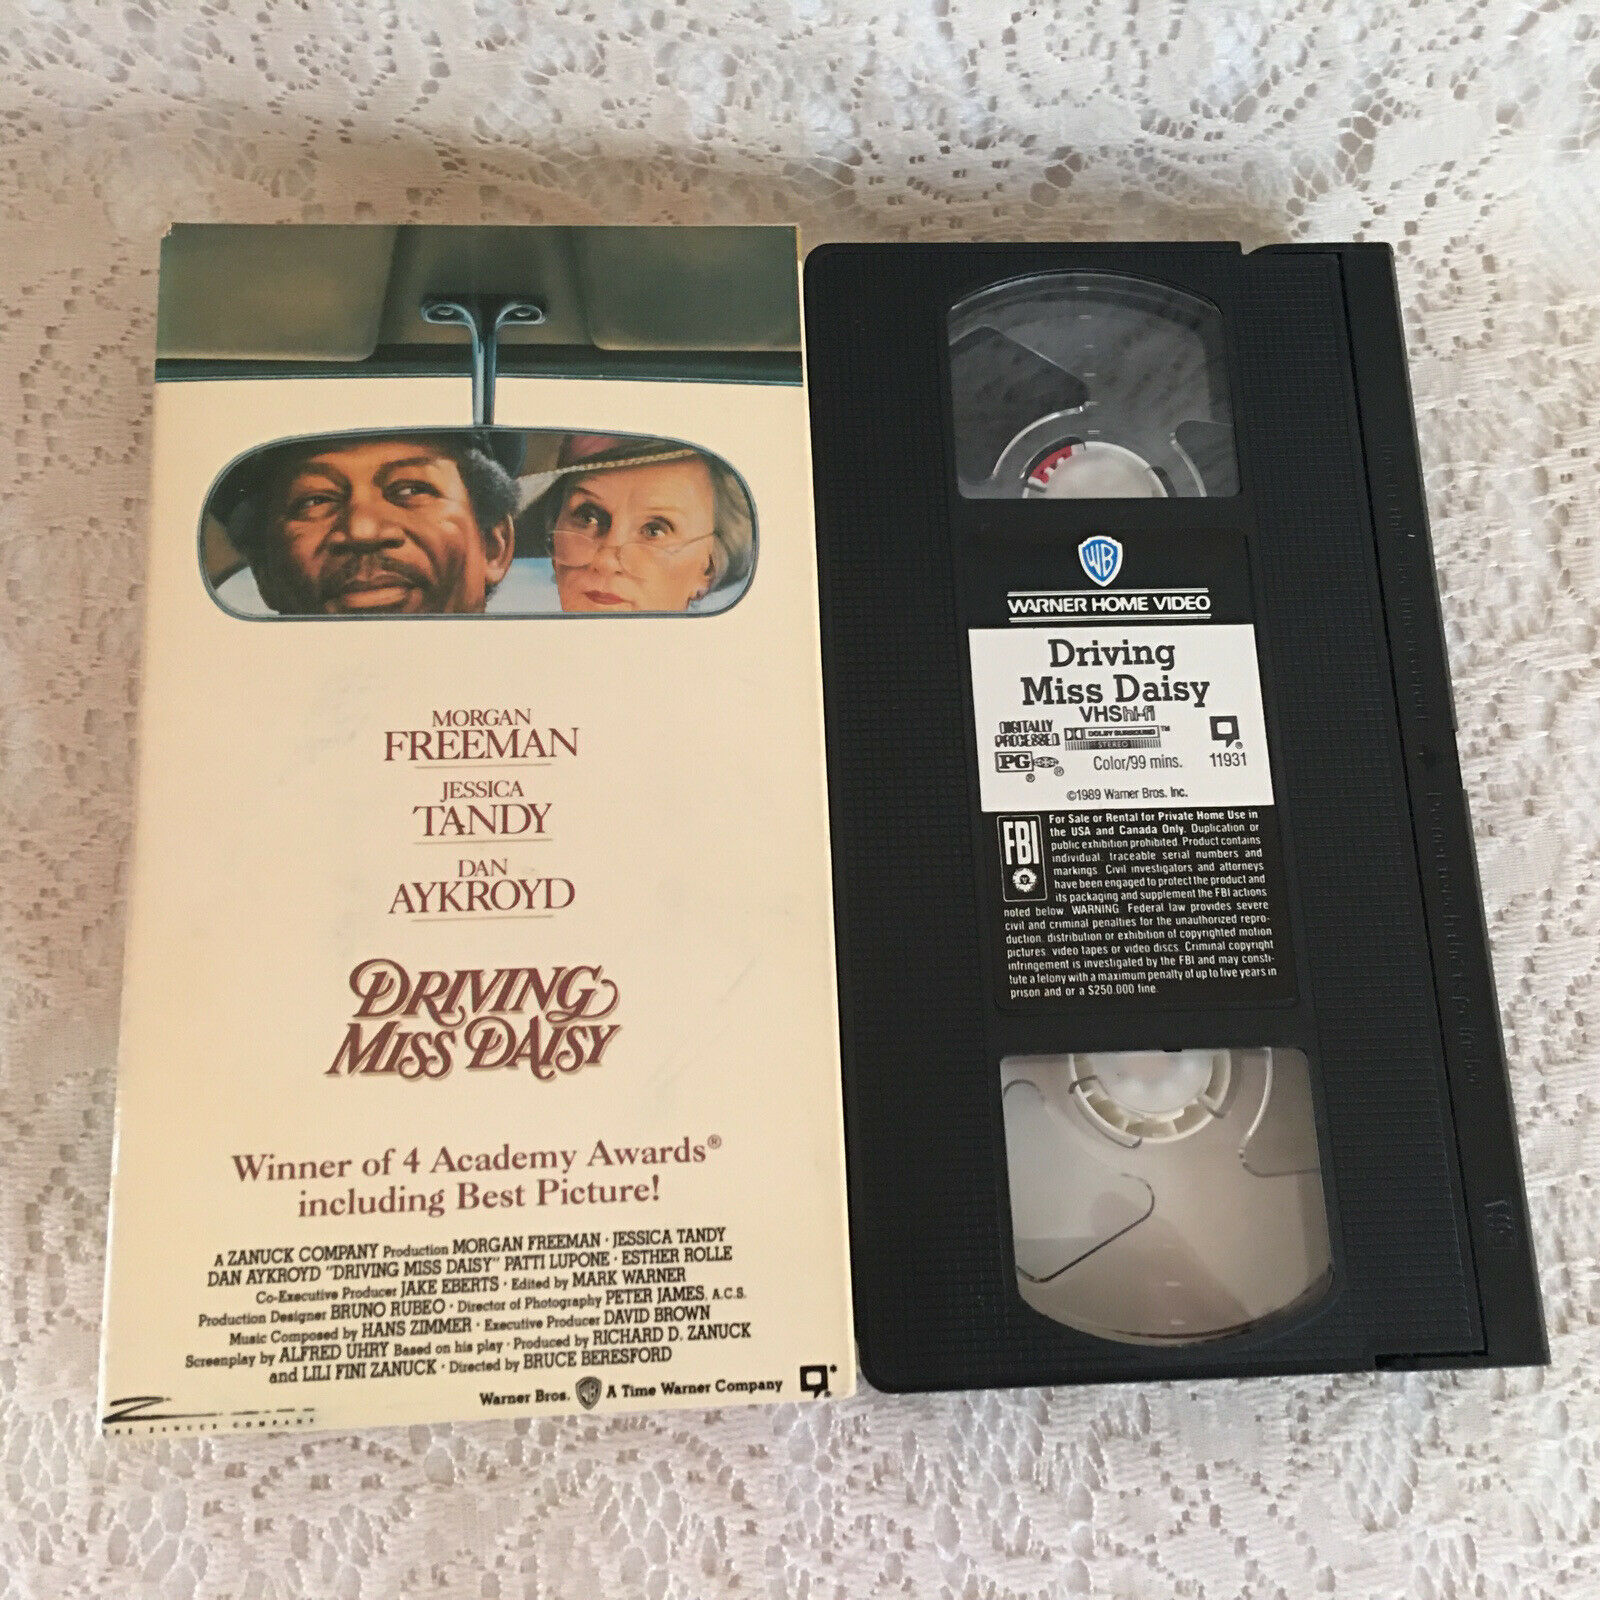 MORGAN
FREEMAN
JESSICA
TANDY
DAN
AYKROYD
DRIVING
MISS DAISY
Winner of 4 Academy Awards®
including Best Picture!
A ZANUCK COMPANY Production MORGAN FREEMAN · JESSICA TANDY
DAN AYKROYD "DRIVING MISS DAISY" PATTI LUPONE · ESTHER ROLLE
Co-Executive Producer JAKE EBERTS · Edited by MARK WARNER
Production Designer BRUNO RUBEO · Director of Photography PETER JAMES, A.C.S.
Music Composed by HANS ZIMMER · Executive Producer DAVID BROWN
Screenplay by ALFRED UHRY Based on his play · Produced by RICHARD D. ZANUCK
and LILI FINI ZANUCK · Directed by BRUCE BERESFORD
Warner Bros. WB A Time Warner Company
THE ZANUCK COMPANY
WB
WARNER HOME VIDEO
Driving
Miss Daisy
VHS hi-fi
DIGITALLY
PROCESSED
DOLBY SURROUND ™
STEREO
PG ®
Color/99 mins.
11931
©1989 Warner Bros. Inc.
FBI
For Sale or Rental for Private Home Use in
the USA and Canada Only. Duplication or
public exhibition prohibited. Product contains
individual, traceable serial numbers and
markings. Civil investigators and attorneys
have been engaged to protect the product and
its packaging and supplement the FBI actions
noted below. WARNING: Federal law provides severe
civil and criminal penalties for the unauthorized repro-
duction, distribution or exhibition of copyrighted motion
pictures, video tapes or video discs. Criminal copyright
infringement is investigated by the FBI and may consti-
tute a felony with a maximum penalty of up to five years in
prison and or a $250,000 fine.
VHS